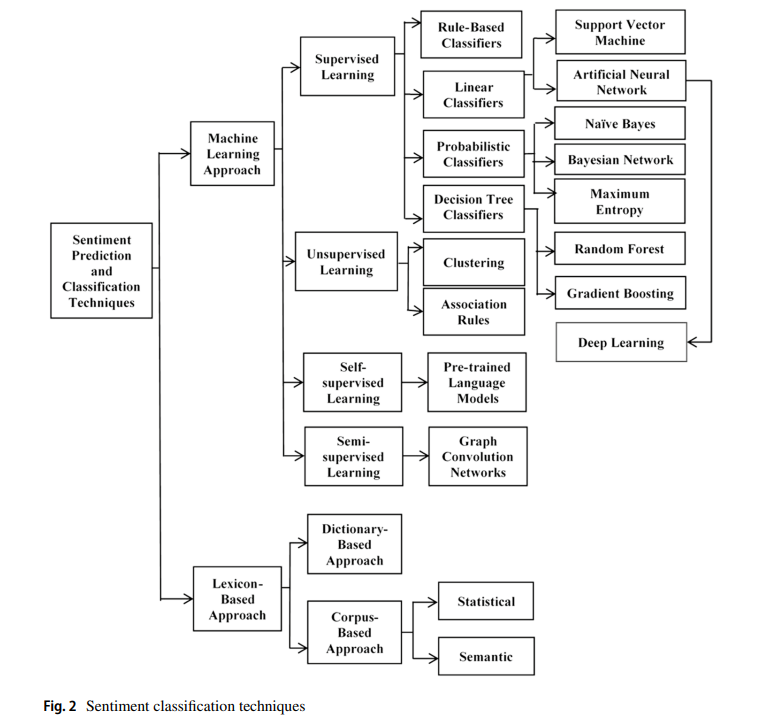 Sentiment
Prediction
and
Classification
Techniques
Machine
Learning
Approach
Supervised
Learning
Rule-Based
Classifiers
Linear
Classifiers
Support Vector
Machine
Artificial Neural
Network
Probabilistic
Classifiers
Naïve Bayes
Bayesian Network
Maximum
Entropy
Decision Tree
Classifiers
Random Forest
Gradient Boosting
Deep Learning
Unsupervised
Learning
Clustering
Association
Rules
Self-
supervised
Learning
Pre-trained
Language
Models
Semi-
supervised
Learning
Graph
Convolution
Networks
Lexicon-
Based
Approach
Dictionary-
Based
Approach
Corpus-
Based
Approach
Statistical
Semantic
Fig. 2 Sentiment classification techniques